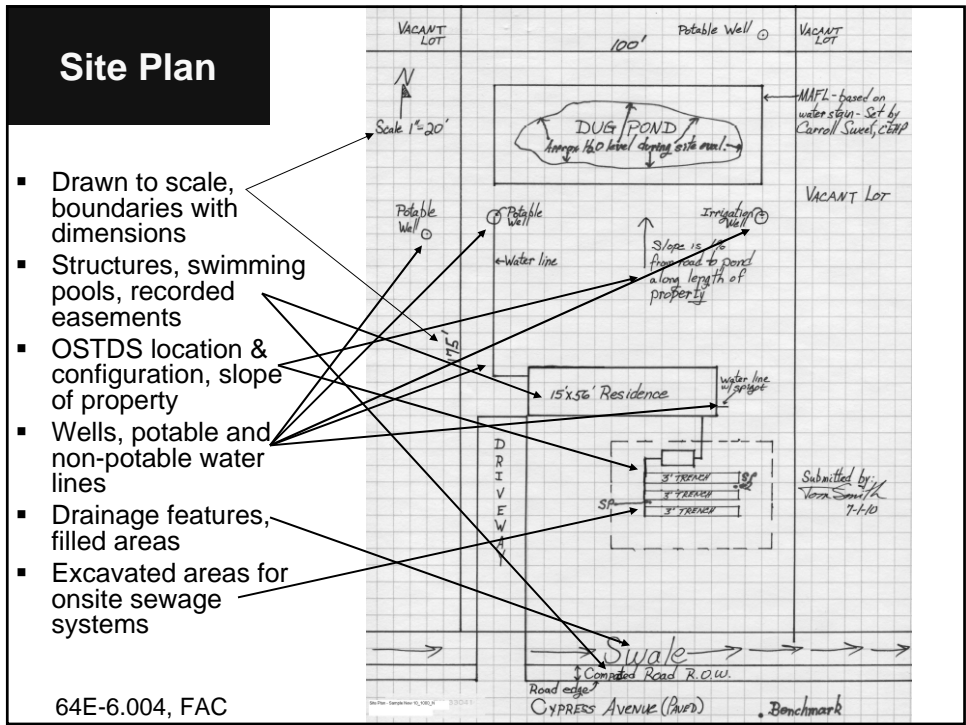 Site Plan
▪ Drawn to scale,
boundaries with
dimensions
▪ Structures, swimming
pools, recorded
easements
▪ OSTDS location &
configuration, slope
of property
▪ Wells, potable and
non-potable water
lines
▪ Drainage features,
filled areas
▪ Excavated areas for
onsite sewage
systems
64E-6.004, FAC
VACANT
LOT
100'
Potable Well
VACANT
LOT
N
Scale 1"=20'
DUG POND
Approx H2O level during site eval.
MAFL - based on
water stain - Set by
Carroll Sweet, CEHP
VACANT LOT
Potable
Well
Potable
Well
Irrigation
Well
Water line
Slope is 1%
from road to pond
along length of
property
175'
15'x56' Residence
Water line
w/ spigot
DRIVEWAY
3' TRENCH
3' TRENCH
3' TRENCH
SP
Submitted by:
Tom Smith
7-1-10
Swale
Road R.O.W.
Road edge
CYPRESS AVENUE (PAVED)
Benchmark